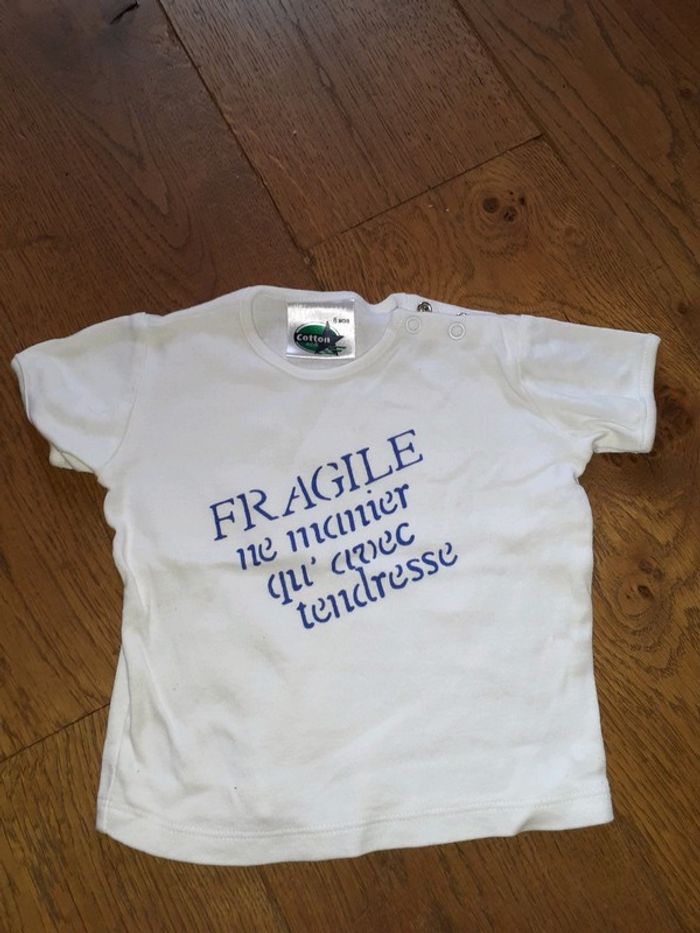 Cotton
FRAGILE
ne manier
qu' avec
tendresse